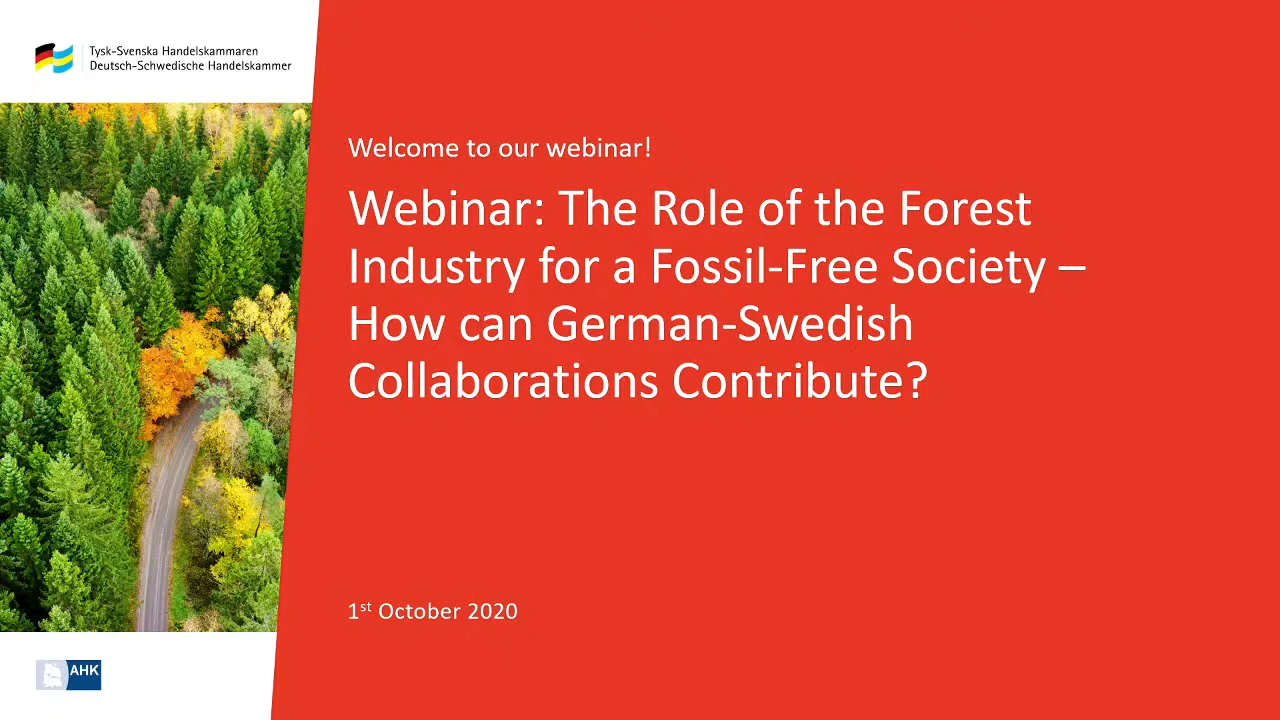 Tysk-Svenska Handelskammaren
Deutsch-Schwedische Handelskammer
Welcome to our webinar!
Webinar: The Role of the Forest
Industry for a Fossil-Free Society –
How can German-Swedish
Collaborations Contribute?
1st October 2020
AHK